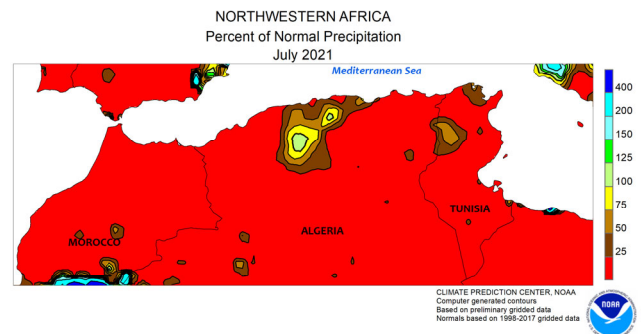 NORTHWESTERN AFRICA
Percent of Normal Precipitation
July 2021
Mediterranean Sea
400
200
150
125
100
75
50
25
MOROCCO
ALGERIA
TUNISIA
CLIMATE PREDICTION CENTER, NOAA
Computer generated contours
Based on preliminary gridded data
Normals based on 1998-2017 gridded data
NOAA